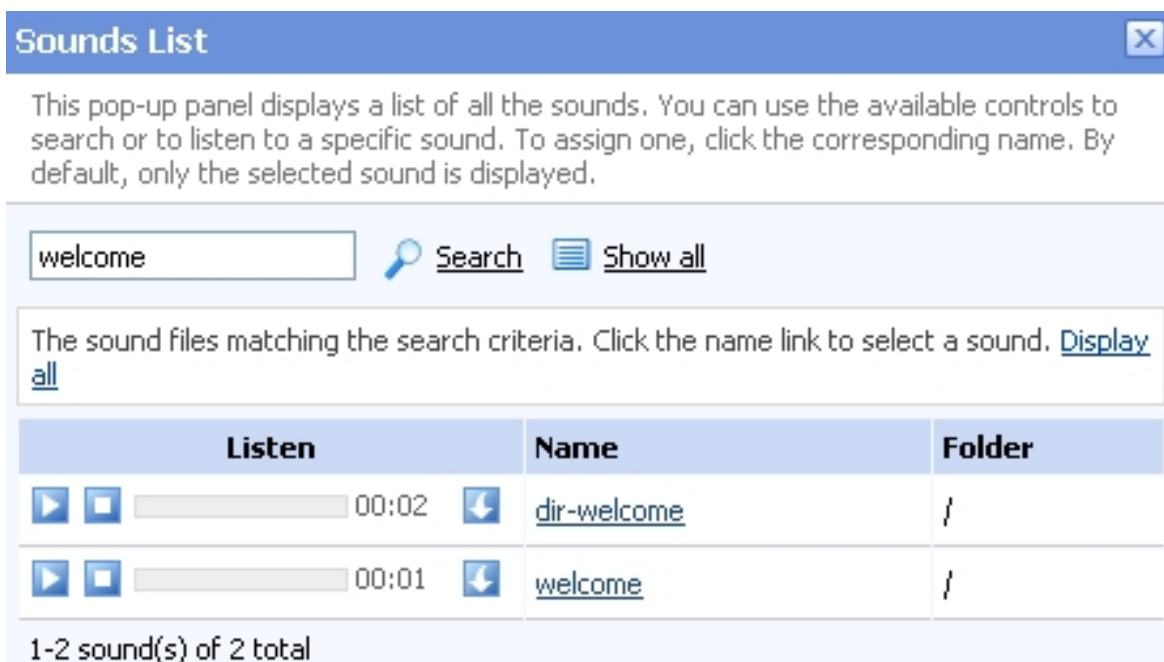 Sounds List
This pop-up panel displays a list of all the sounds. You can use the available controls to
search or to listen to a specific sound. To assign one, click the corresponding name. By
default, only the selected sound is displayed.
welcome Search Show all
The sound files matching the search criteria. Click the name link to select a sound. Display
all
Listen Name Folder
00:02 dir-welcome /
00:01 welcome /
1-2 sound(s) of 2 total